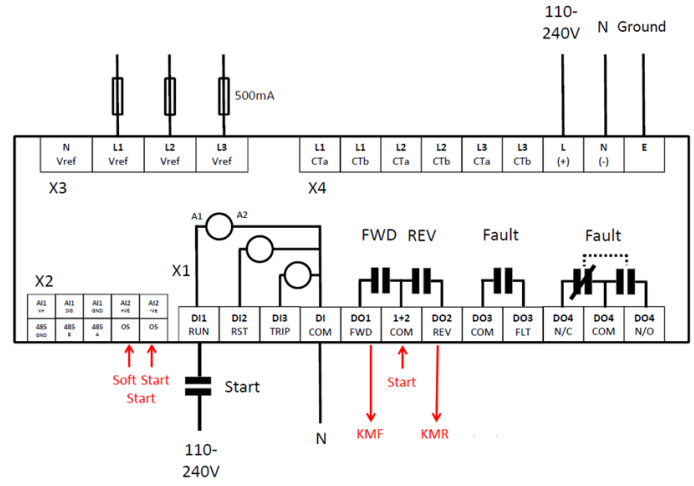 110-
240V
N
Ground
500mA
N L1 L2 L3
Vref Vref Vref Vref
L1 L1 L2 L2 L3 L3 L N E
CTa CTb CTa CTb CTa CTb (+) (-)
X3
X4
A1 A2
FWD REV Fault Fault
X1
X2
AI1 AI1 AI1 AI2 AI2
V+ SIG GND +VE -Ve
485 485 485 OS OS
GND B A
DI1 DI2 DI3 DI DO1 1+2 DO2 DO3 DO3 DO4 DO4 DO4
RUN RST TRIP COM FWD COM REV COM FLT N/C COM N/O
Soft Start
Start
Start
Start
N
KMF
KMR
110-
240V